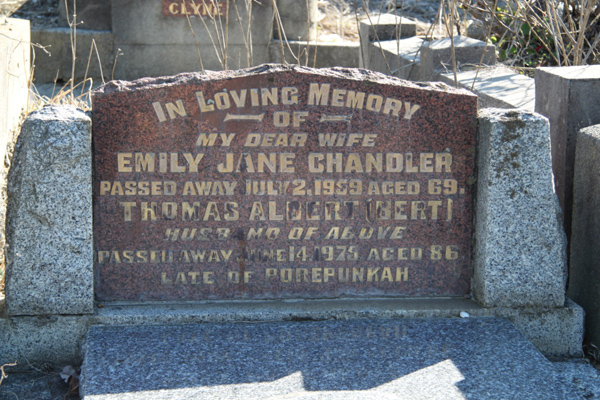 CLYNE
IN LOVING MEMORY
OF
MY DEAR WIFE
EMILY JANE CHANDLER
PASSED AWAY JULY 2, 1959 AGED 69.
THOMAS ALBERT (BERT)
HUSBAND OF ABOVE
PASSED AWAY JUNE 14, 1975 AGED 86
LATE OF POREPUNKAH